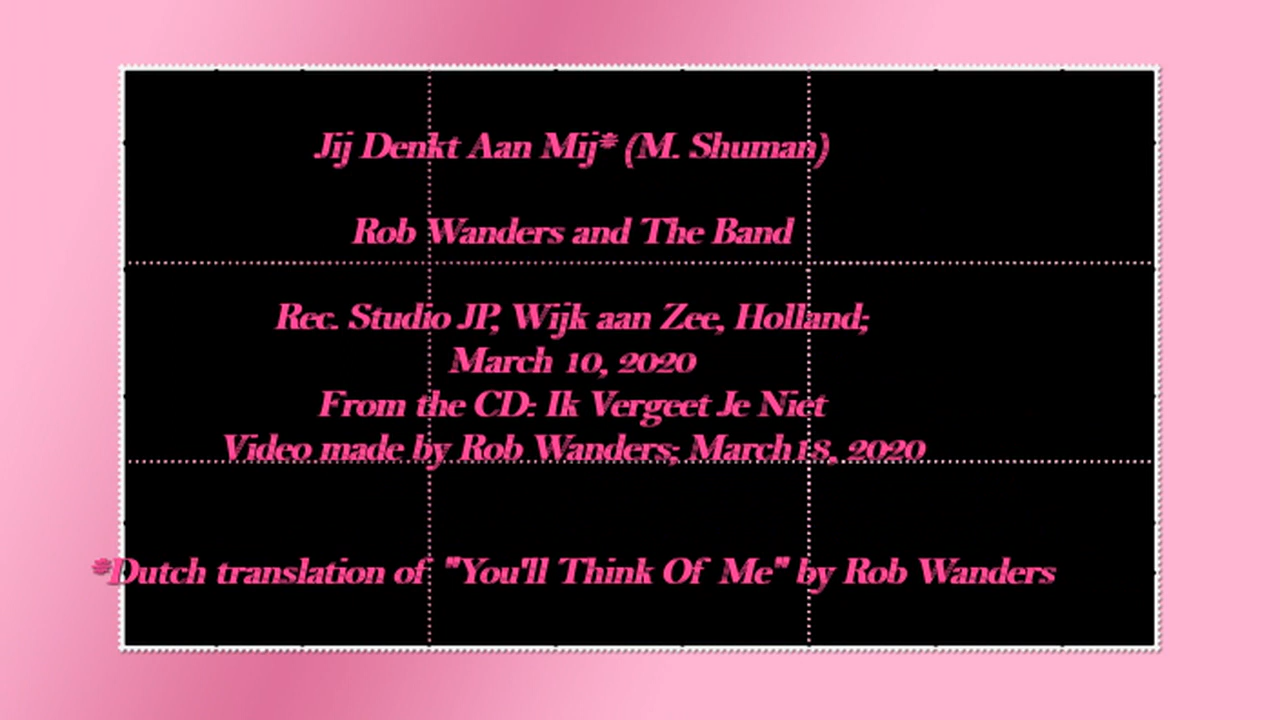 Jij Denkt Aan Mij* (M. Shuman)
Rob Wanders and The Band
Rec. Studio JP, Wijk aan Zee, Holland;
March 10, 2020
From the CD: Ik Vergeet Je Niet
Video made by Rob Wanders; March18, 2020
*Dutch translation of "You'll Think Of Me" by Rob Wanders